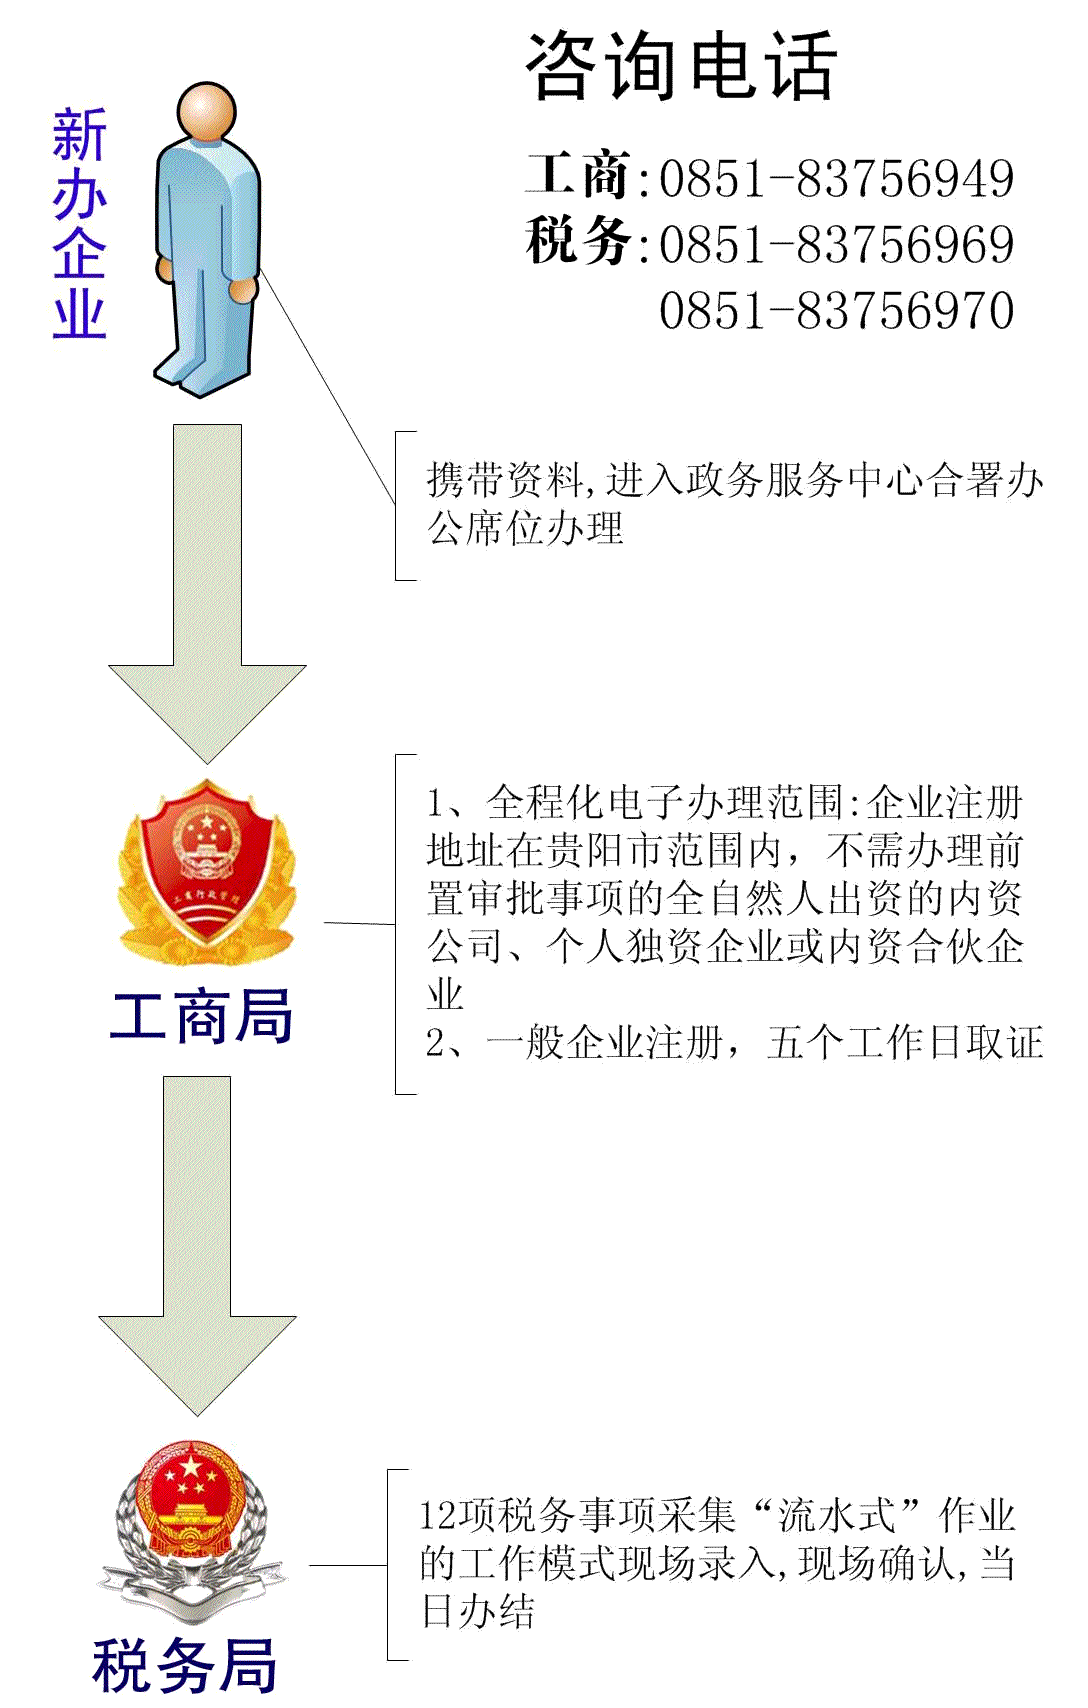 咨询电话
新办企业
工商:0851-83756949
税务:0851-83756969
0851-83756970
携带资料,进入政务服务中心合署办
公席位办理
1、全程化电子办理范围:企业注册
地址在贵阳市范围内，不需办理前
置审批事项的全自然人出资的内资
公司、个人独资企业或内资合伙企
业
2、一般企业注册，五个工作日取证
工商行政管理
工商局
12项税务事项采集“流水式”作业
的工作模式现场录入,现场确认,当
日办结
税务局